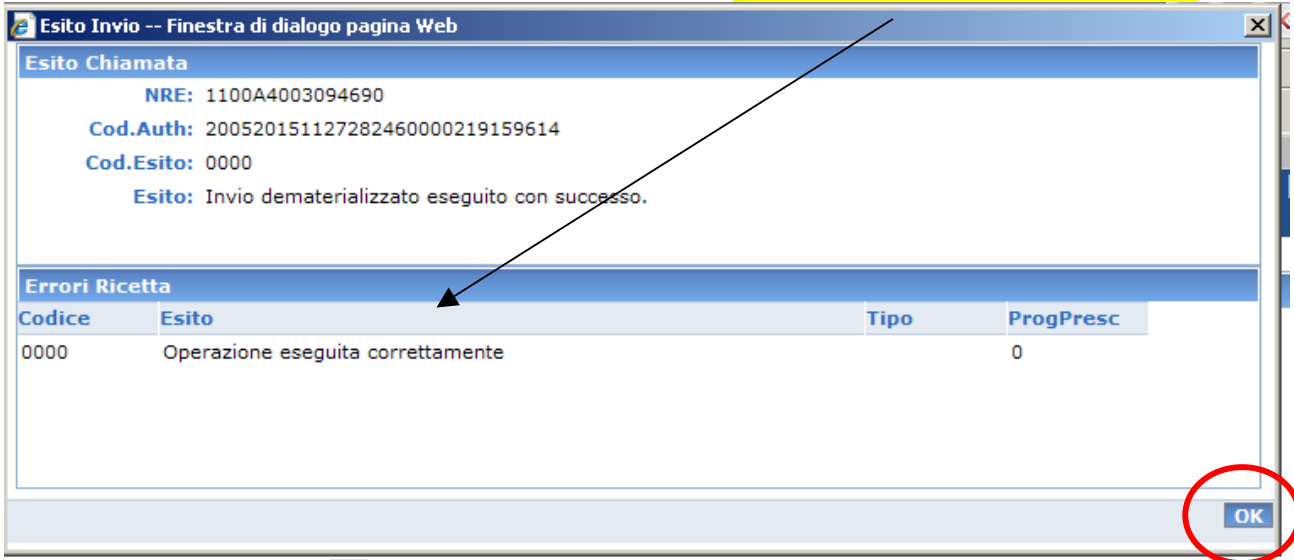 Esito Invio -- Finestra di dialogo pagina Web
Esito Chiamata
NRE: 1100A4003094690
Cod.Auth: 200520151127282460000219159614
Cod.Esito: 0000
Esito: Invio dematerializzato eseguito con successo.
Errori Ricetta
Codice Esito Tipo ProgPresc
0000 Operazione eseguita correttamente 0
OK